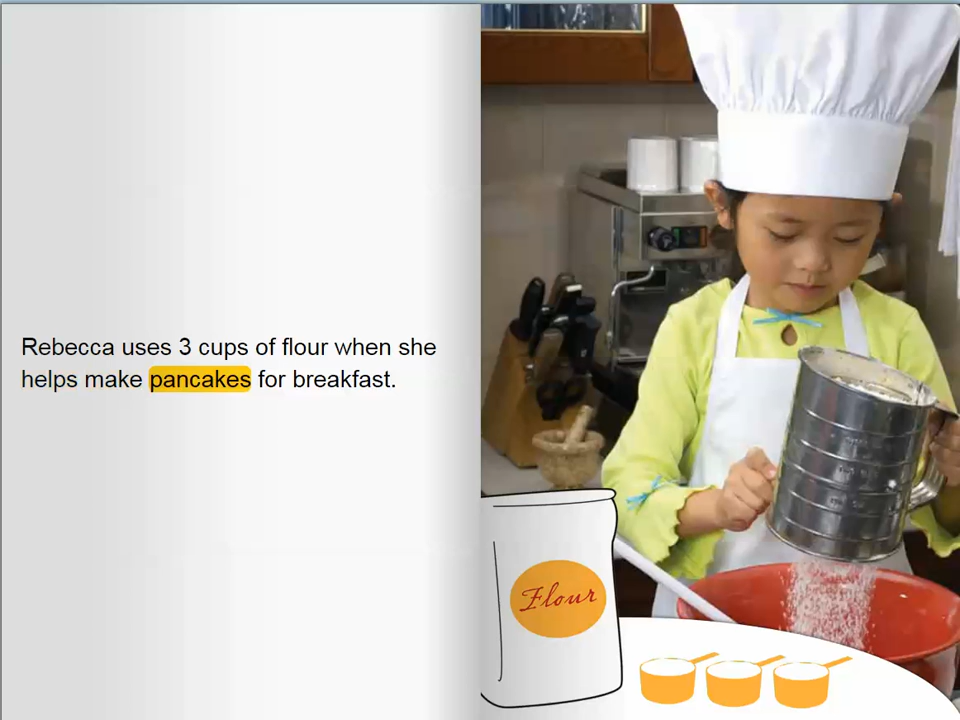 Rebecca uses 3 cups of flour when she
helps make pancakes for breakfast.
Flour